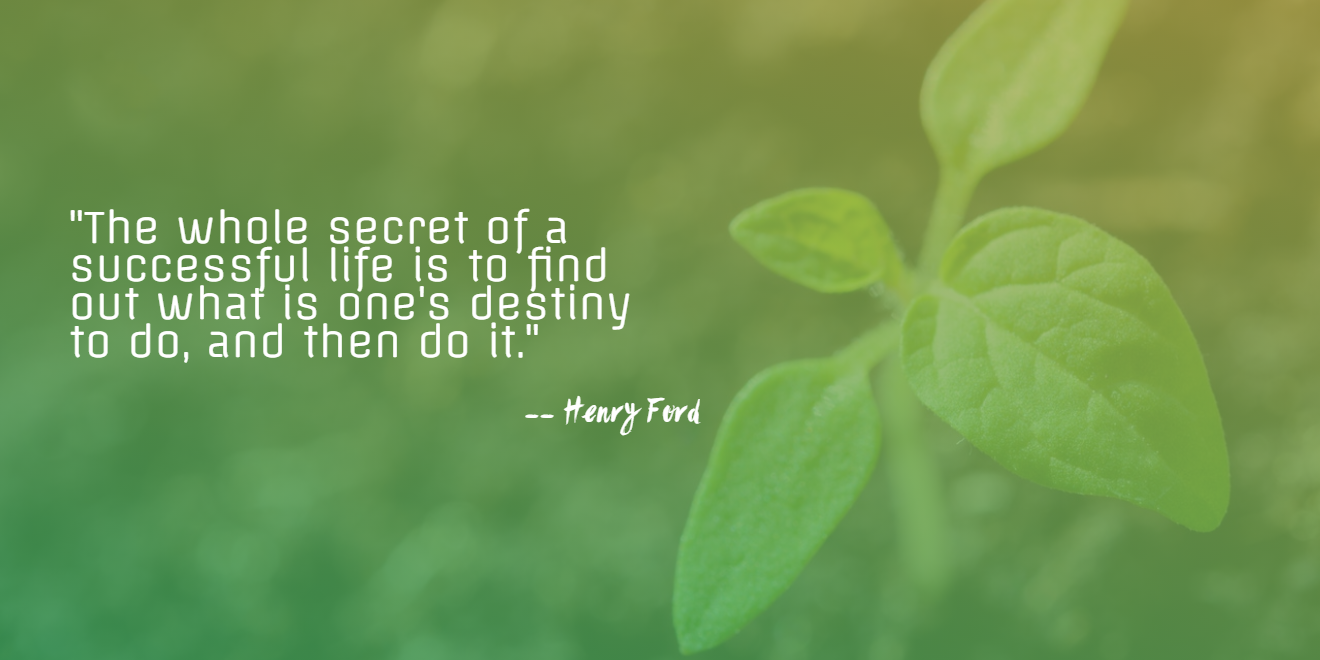 "The whole secret of a
successful life is to find
out what is one's destiny
to do, and then do it."
-- Henry Ford